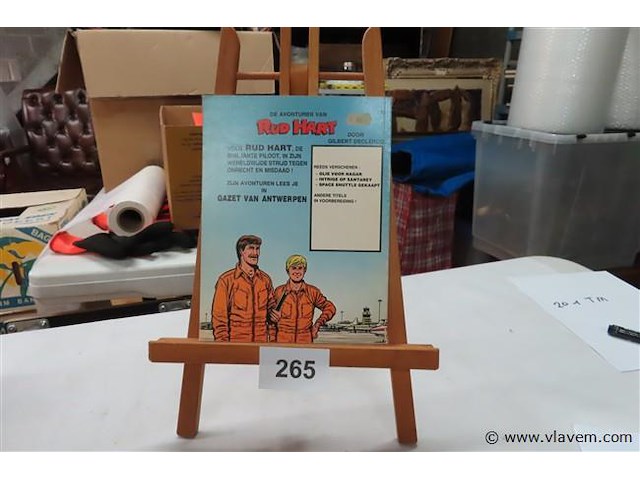 DE AVONTUREN VAN
RUD HART
DOOR
GILBERT DECLERCQ
VOLG RUD HART, DE
BRILJANTE PILOOT, IN ZIJN
WERELDWIJDE STRIJD TEGEN
ONRECHT EN MISDAAD !
ZIJN AVONTUREN LEES JE
IN
GAZET VAN ANTWERPEN
REEDS VERSCHENEN :
- OLIE VOOR NAGAR
- INTRIGE OP SANTAREY
- SPACE SHUTTLE GEKAAPT
ANDERE TITELS
IN VOORBEREIDING !
265
20 x TM
© www.vlavem.com